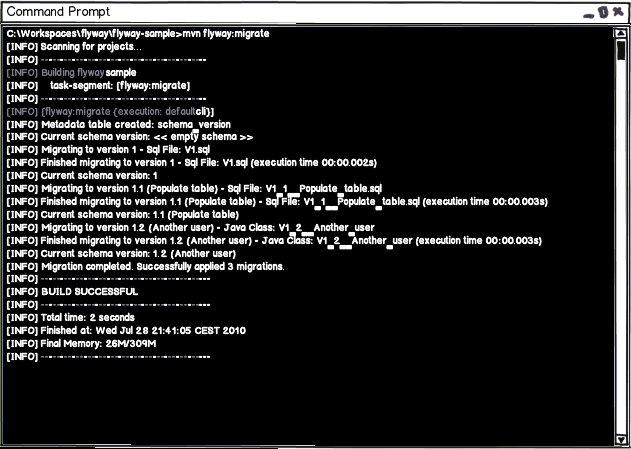 Command Prompt
C:\Workspaces\flyway\flyway-sample>mvn flyway:migrate
[INFO] Scanning for projects...
[INFO] ------------------------------------
[INFO] Building flyway sample
[INFO] task-segment: [flyway:migrate]
[INFO] ------------------------------------
[INFO] [flyway:migrate {execution: default-cli}]
[INFO] Metadata table created: schema_version
[INFO] Current schema version: << empty schema >>
[INFO] Migrating to version 1 - Sql File: V1.sql
[INFO] Finished migrating to version 1 - Sql File: V1.sql (execution time 00:00.002s)
[INFO] Current schema version: 1
[INFO] Migrating to version 1.1 (Populate table) - Sql File: V1_1__Populate_table.sql
[INFO] Finished migrating to version 1.1 (Populate table) - Sql File: V1_1__Populate_table.sql (execution time 00:00.003s)
[INFO] Current schema version: 1.1 (Populate table)
[INFO] Migrating to version 1.2 (Another user) - Java Class: V1_2__Another_user
[INFO] Finished migrating to version 1.2 (Another user) - Java Class: V1_2__Another_user (execution time 00:00.003s)
[INFO] Current schema version: 1.2 (Another user)
[INFO] Migration completed. Successfully applied 3 migrations.
[INFO] ------------------------------------
[INFO] BUILD SUCCESSFUL
[INFO] ------------------------------------
[INFO] Total time: 2 seconds
[INFO] Finished at: Wed Jul 28 21:41:05 CEST 2010
[INFO] Final Memory: 26M/309M
[INFO] ------------------------------------